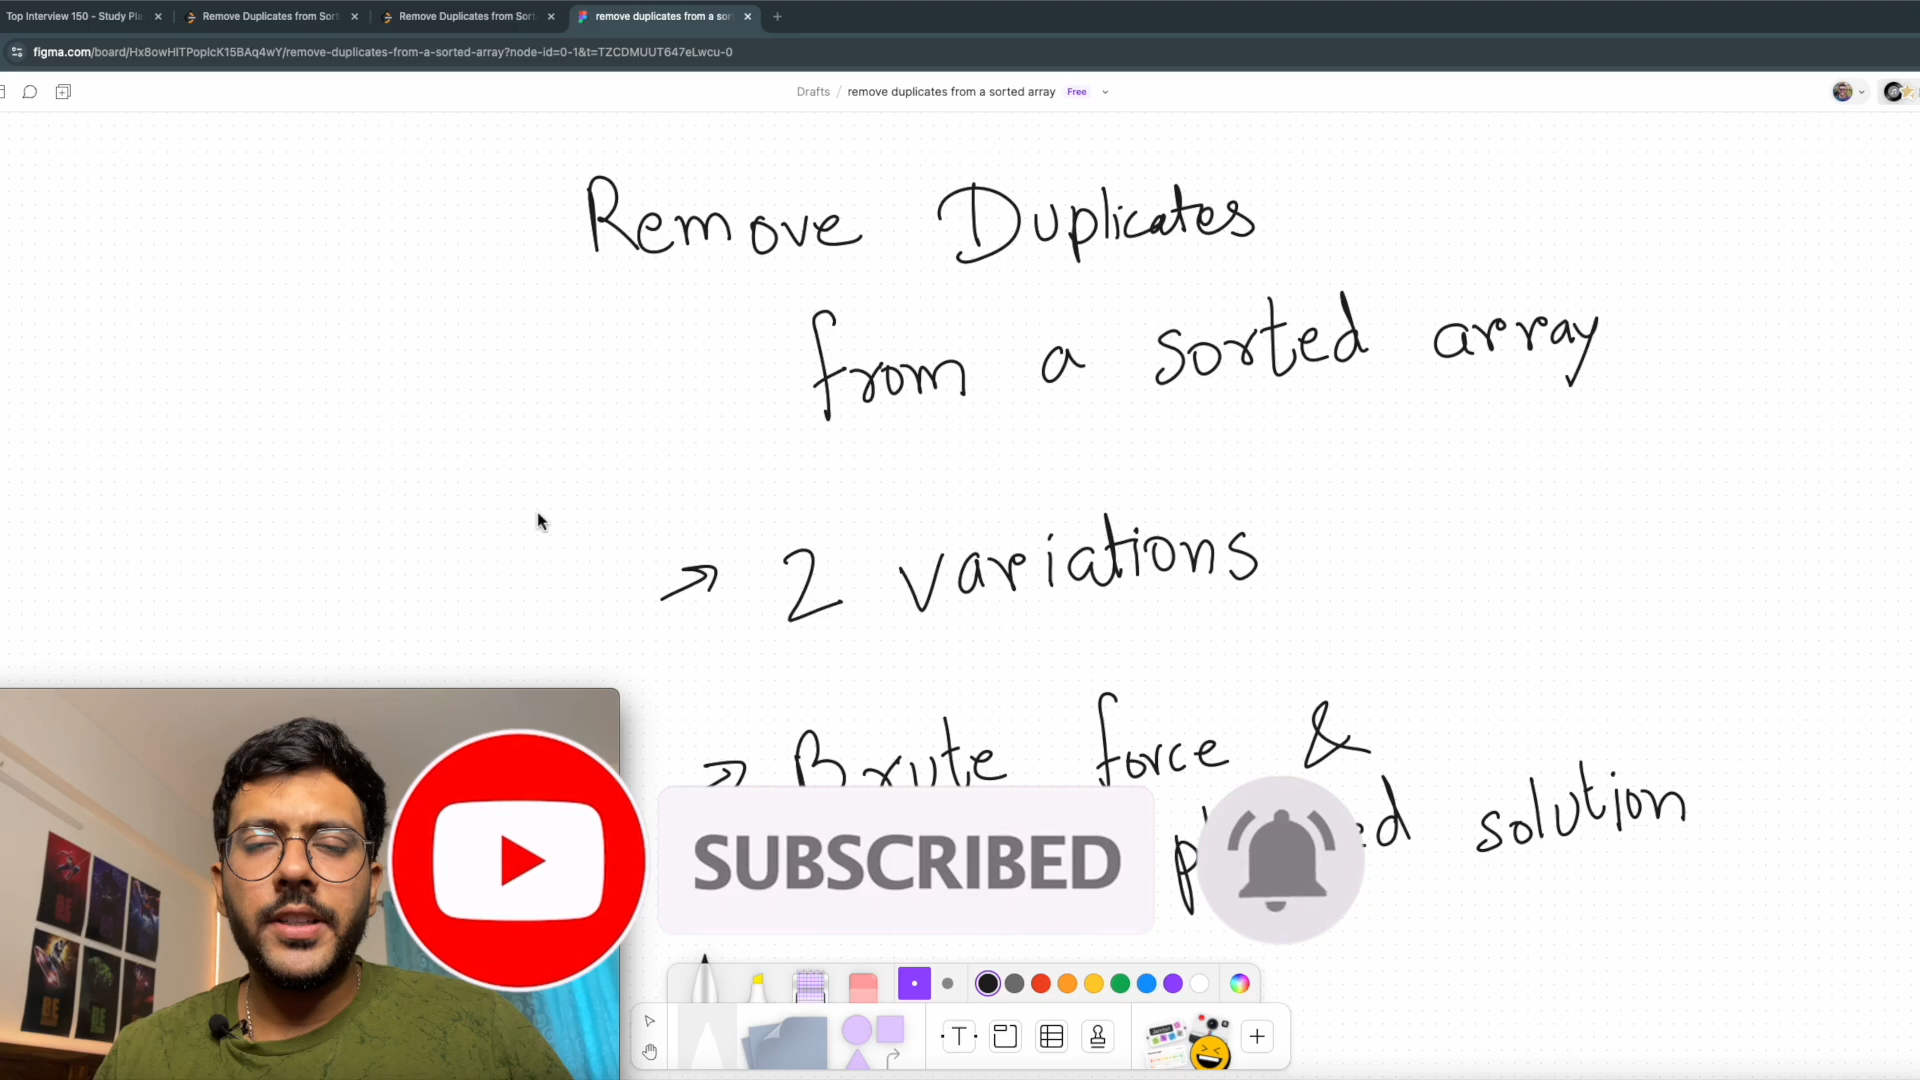 Top Interview 150 - Study Pla
Remove Duplicates from Sort
Remove Duplicates from Sort
remove duplicates from a sor
figma.com/board/Hx8owHlTPoplcK15BAq4wY/remove-duplicates-from-a-sorted-array?node-id=0-1&t=TZCDMUUT647eLwcu-0
Drafts / remove duplicates from a sorted array Free
Remove Duplicates
from a sorted array
→ 2 variations
→ Brute force &
solution
SUBSCRIBED
T